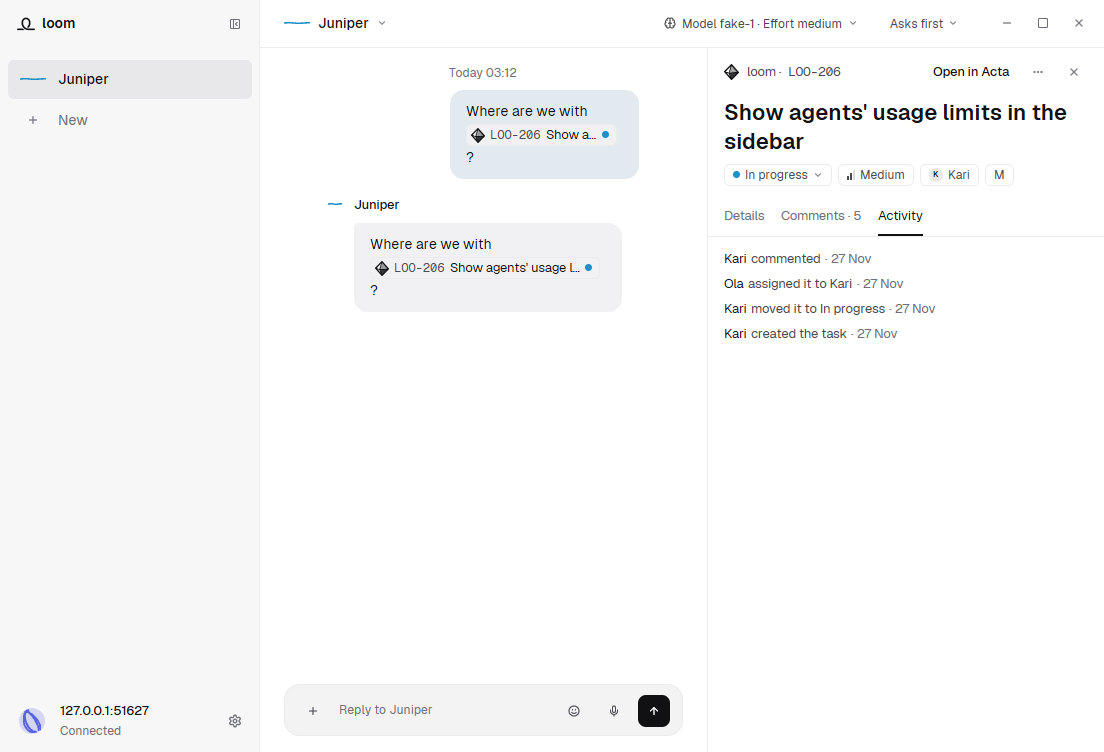 loom
Juniper
New
127.0.0.1:51627
Connected
Juniper
Model fake-1 · Effort medium
Asks first
Today 03:12
Where are we with
LOO-206 Show a...
?
Juniper
Where are we with
LOO-206 Show agents' usage l...
?
Reply to Juniper
loom · LOO-206
Open in Acta
Show agents' usage limits in the
sidebar
In progress
Medium
K Kari
M
Details
Comments · 5
Activity
Kari commented · 27 Nov
Ola assigned it to Kari · 27 Nov
Kari moved it to In progress · 27 Nov
Kari created the task · 27 Nov